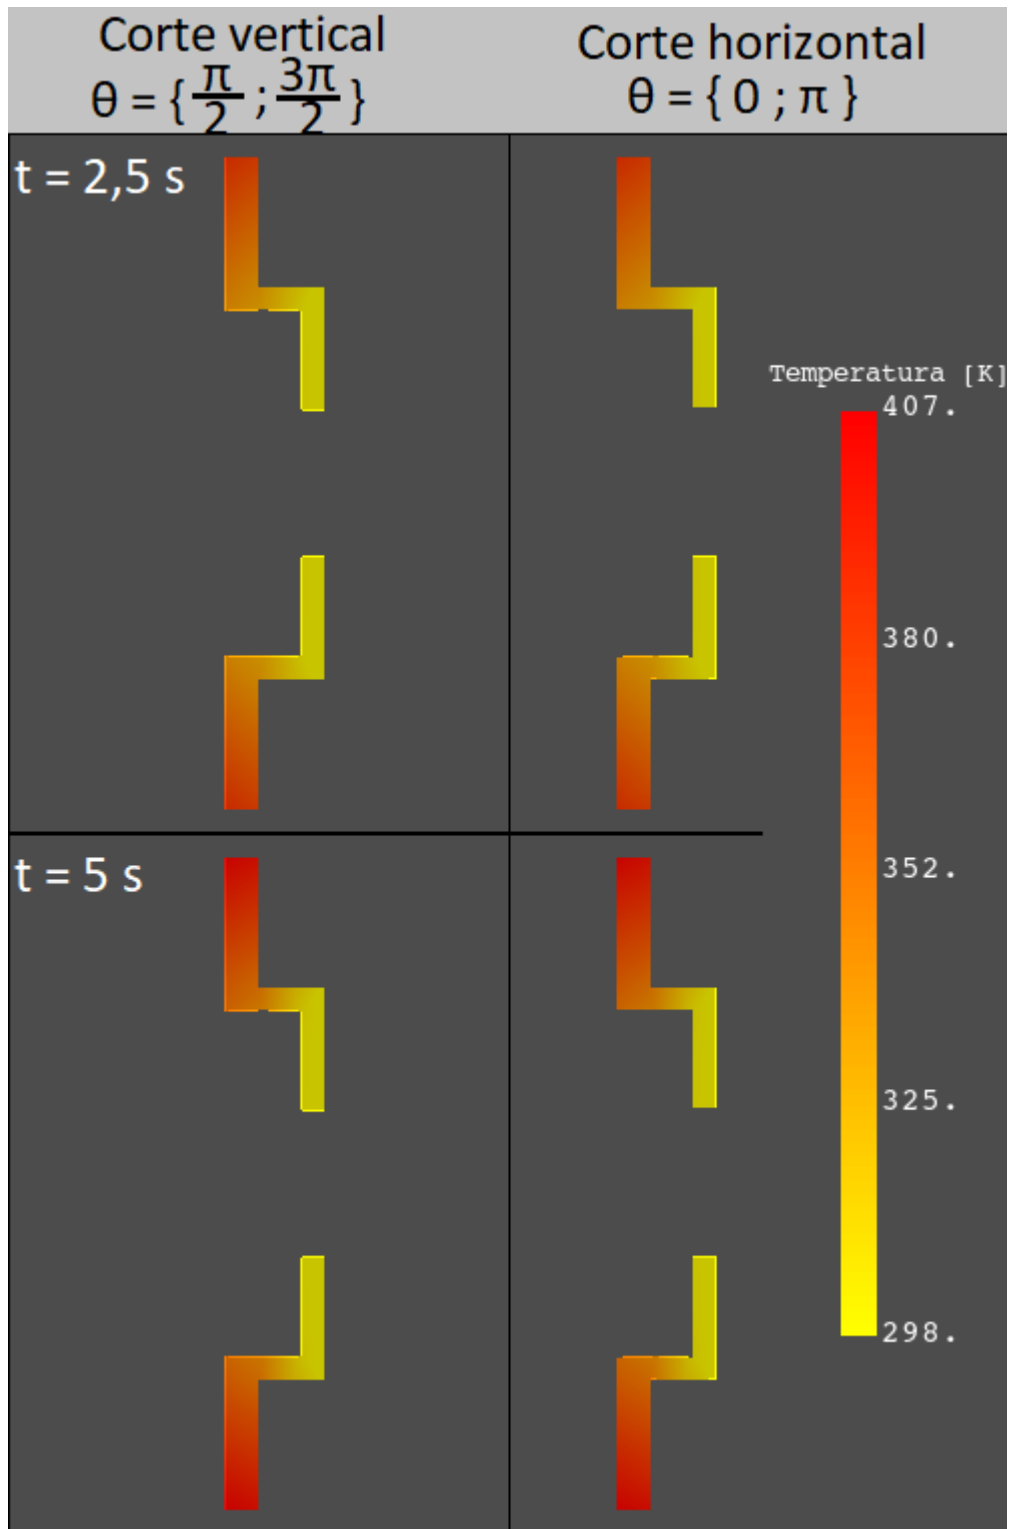 Corte vertical
θ = { π/2 ; 3π/2 }
Corte horizontal
θ = { 0 ; π }
t = 2,5 s
Temperatura [K]
407.
380.
352.
325.
298.
t = 5 s